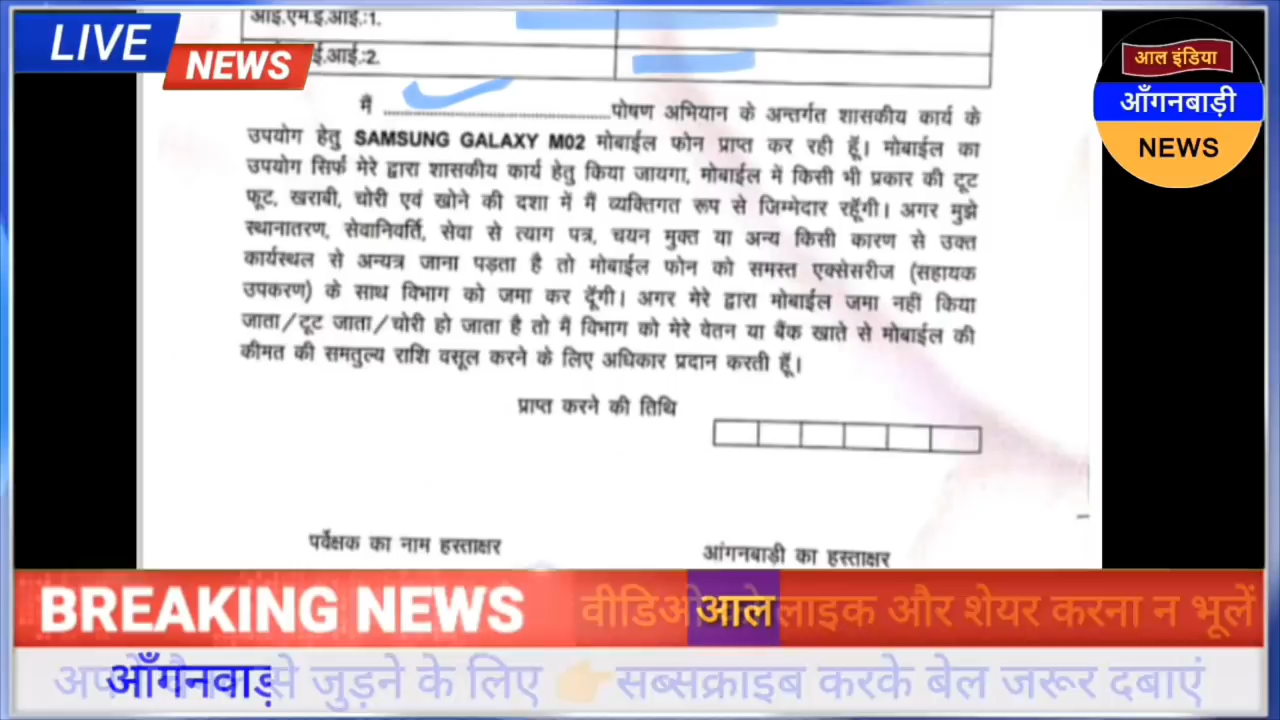 LIVE
NEWS
आल इंडिया
आँगनबाड़ी
NEWS
आई.एम.ई.आई.:1.
ई.आई.:2.
मैं ........................................पोषण अभियान के अन्तर्गत शासकीय कार्य के
उपयोग हेतु SAMSUNG GALAXY M02 मोबाईल फोन प्राप्त कर रही हूँ। मोबाईल का
उपयोग सिर्फ मेरे द्वारा शासकीय कार्य हेतु किया जायगा, मोबाईल में किसी भी प्रकार की टूट
फूट, खराबी, चोरी एवं खोने की दशा में मैं व्यक्तिगत रूप से जिम्मेदार रहूँगी। अगर मुझे
स्थानातरण, सेवानिवर्ति, सेवा से त्याग पत्र, चयन मुक्त या अन्य किसी कारण से उक्त
कार्यस्थल से अन्यत्र जाना पड़ता है तो मोबाईल फोन को समस्त एक्सेसरीज (सहायक
उपकरण) के साथ विभाग को जमा कर दूँगी। अगर मेरे द्वारा मोबाईल जमा नहीं किया
जाता/टूट जाता/चोरी हो जाता है तो मैं विभाग को मेरे वेतन या बैंक खाते से मोबाईल की
कीमत की समतुल्य राशि वसूल करने के लिए अधिकार प्रदान करती हूँ।
प्राप्त करने की तिथि
पर्वेक्षक का नाम हस्ताक्षर
आंगनबाड़ी का हस्ताक्षर
BREAKING NEWS
आल लाइक और शेयर करना न भूलें
आँगनवाड़ से जुड़ने के लिए 👉 सब्सक्राइब करके बेल जरूर दबाएं